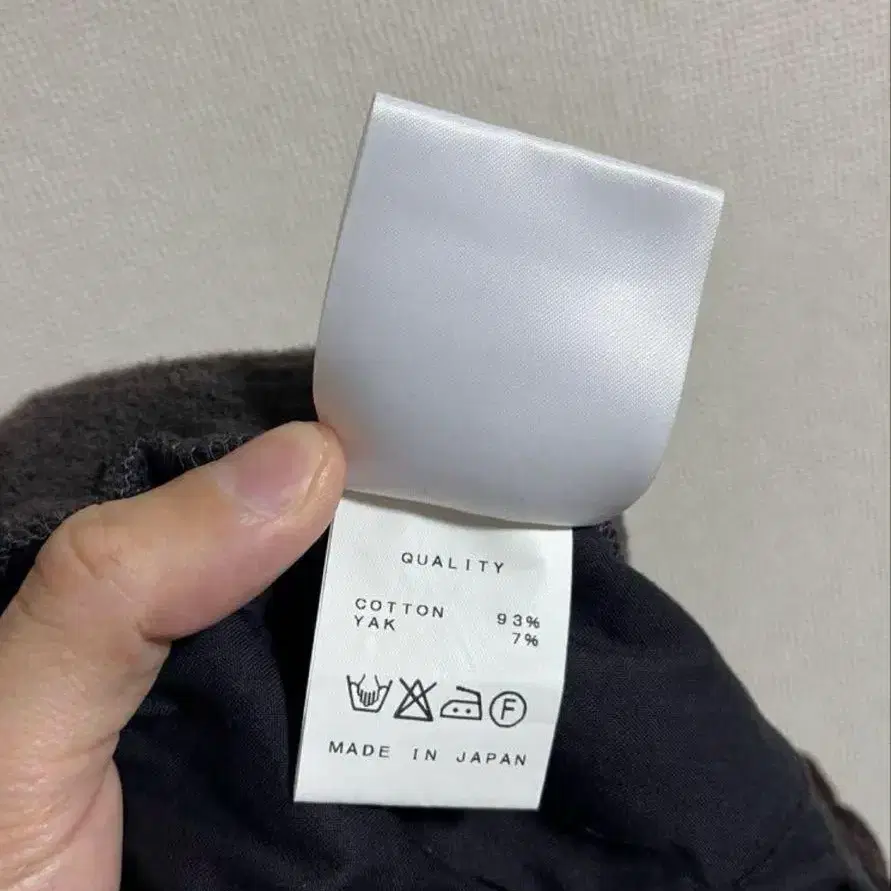 QUALITY
COTTON 93%
YAK 7%
F
MADE IN JAPAN